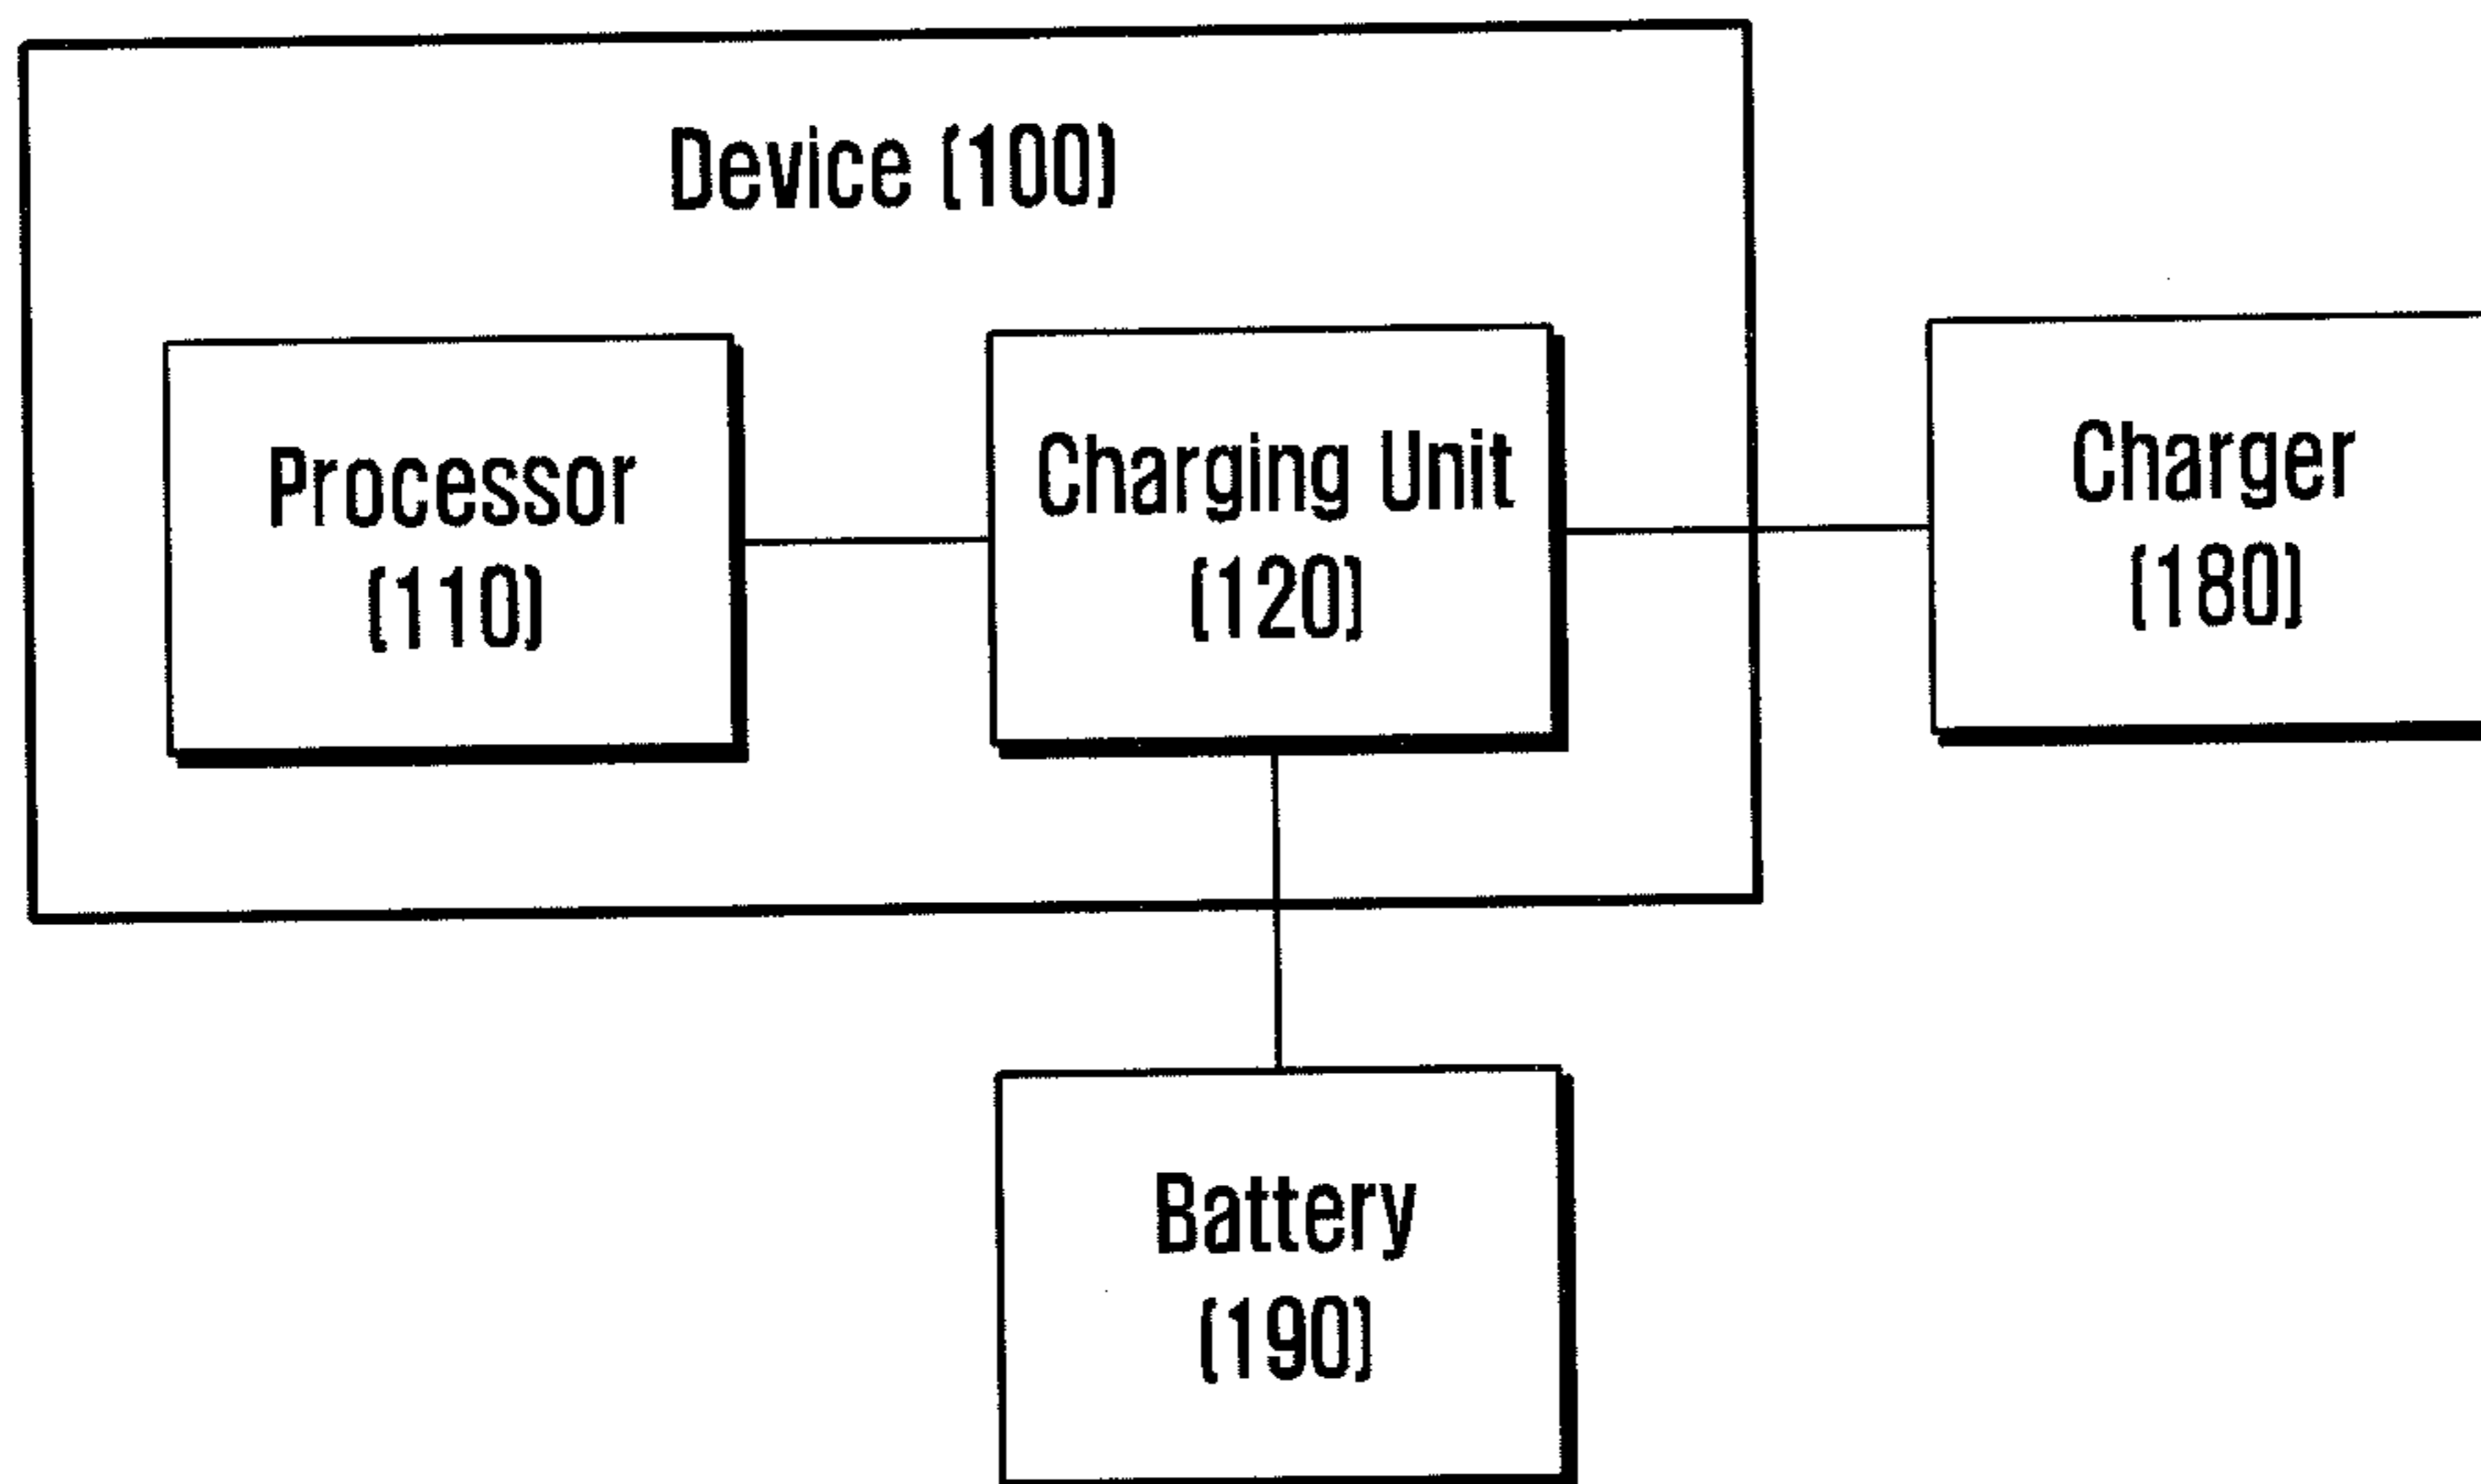 Device (100)
Processor
(110)
Charging Unit
(120)
Charger
(180)
Battery
(190)